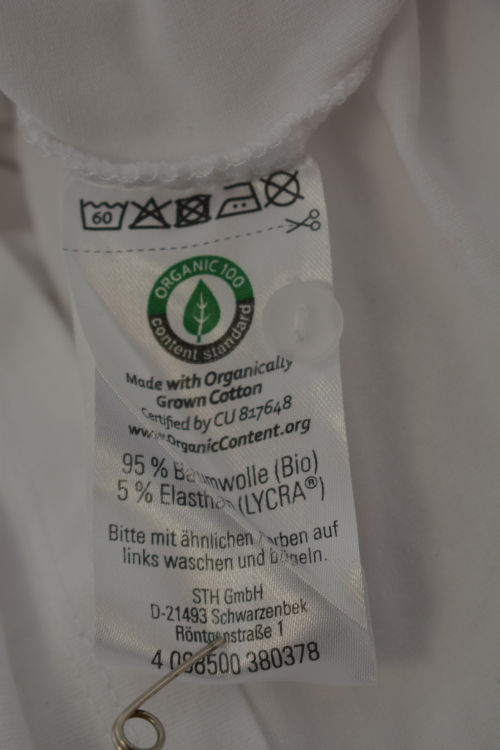 60
ORGANIC 100
content standard
Made with Organically
Grown Cotton
Certified by CU 817648
www.OrganicContent.org
95 % Baumwolle (Bio)
5 % Elasthan (LYCRA®)
Bitte mit ähnlichen Farben auf
links waschen und bügeln.
STH GmbH
D-21493 Schwarzenbek
Röntgenstraße 1
4 098500 380378